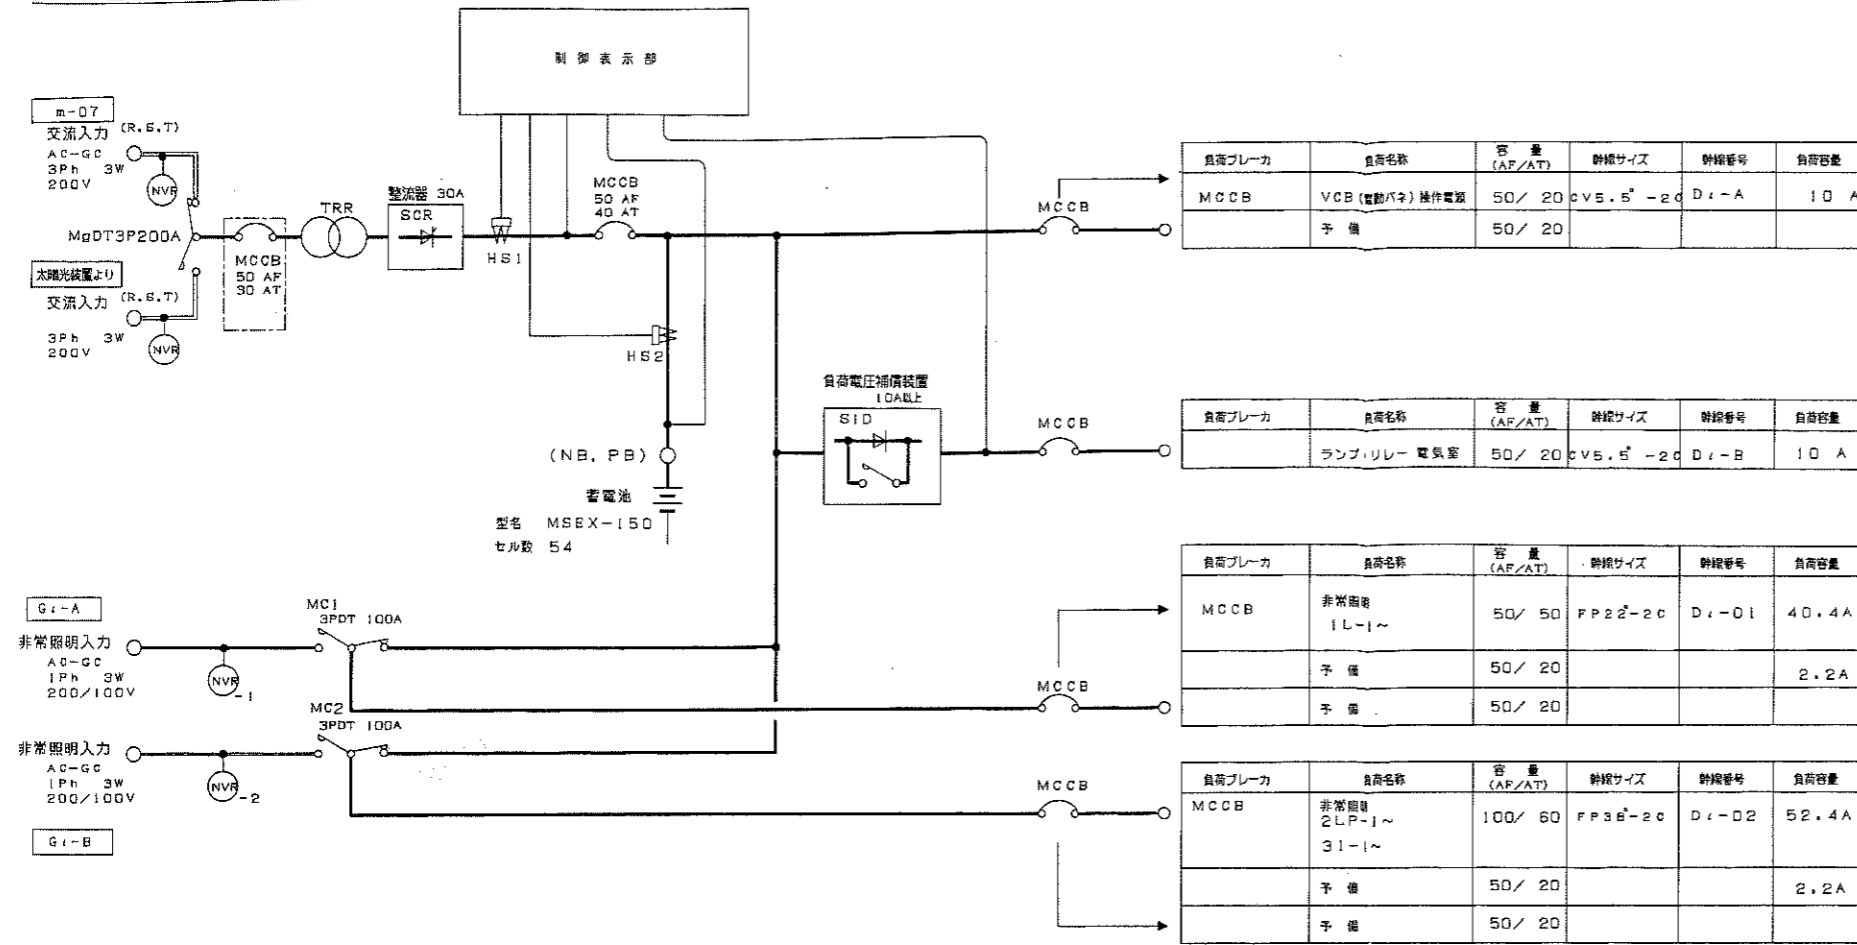 制御表示部
m-07
交流入力 (R.S.T)
AC-GC
3Ph 3W
200V
NVR
MgDT3P200A
太陽光装置より
交流入力 (R.S.T)
3Ph 3W
200V
NVR
MCCB
50 AF
30 AT
TRR
整流器 30A
SCR
HS1
MCCB
50 AF
40 AT
HS2
(NB, PB)
蓄電池
型名 MSEX-150
セル数 54
負荷電圧補償装置
10A以上
SiD
MCCB
MCCB
MCCB
MCCB
Gi-A
非常照明入力
AC-GC
1Ph 3W
200/100V
NVR-1
MC1
3PDT 100A
MC2
3PDT 100A
非常照明入力
AC-GC
1Ph 3W
200/100V
NVR-2
Gi-B
負荷ブレーカ 負荷名称 容量(AF/AT) 幹線サイズ 幹線番号 負荷容量
MCCB VCB(電動バネ)操作電源 50/ 20 CV5.5°-2C Di-A 10 A
予備 50/ 20
負荷ブレーカ 負荷名称 容量(AF/AT) 幹線サイズ 幹線番号 負荷容量
ランプ・リレー 電気室 50/ 20 CV5.5°-2C Di-B 10 A
負荷ブレーカ 負荷名称 容量(AF/AT) 幹線サイズ 幹線番号 負荷容量
MCCB 非常照明 1L-1~ 50/ 50 FP22°-2C Di-01 40.4A
予備 50/ 20 2.2A
予備 50/ 20
負荷ブレーカ 負荷名称 容量(AF/AT) 幹線サイズ 幹線番号 負荷容量
MCCB 非常照明 2LP-1~ 31-1~ 100/ 60 FP38°-2C Di-02 52.4A
予備 50/ 20 2.2A
予備 50/ 20